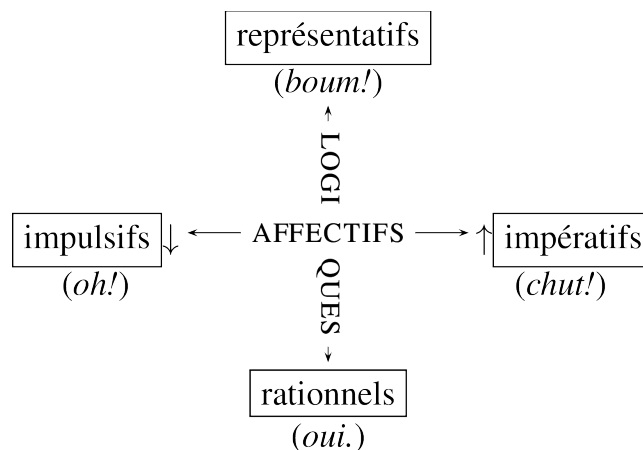 représentatifs
(boum!)
LOGI
impulsifs ↓ ← AFFECTIFS → ↑ impératifs
(oh!) (chut!)
QUES
rationnels
(oui.)